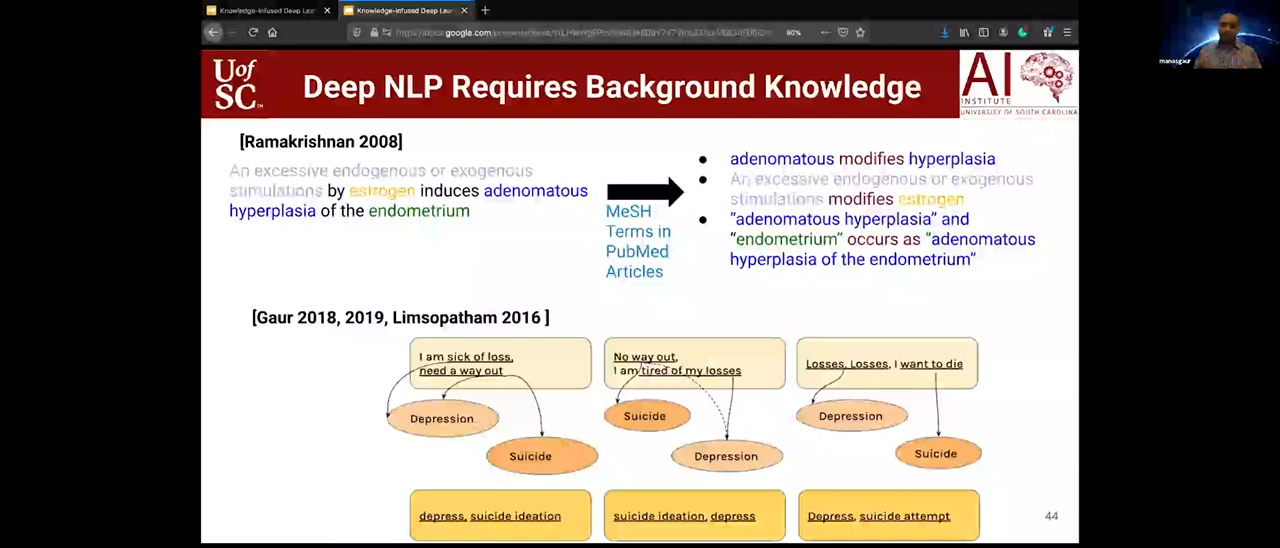 Knowledge-Infused Deep Lear
Knowledge-Infused Deep Lear
google.com
90%
manasgaur
UofSC
Deep NLP Requires Background Knowledge
AI
INSTITUTE
UNIVERSITY OF SOUTH CAROLINA
[Ramakrishnan 2008]
An excessive endogenous or exogenous
stimulations by estrogen induces adenomatous
hyperplasia of the endometrium
MeSH
Terms in
PubMed
Articles
● adenomatous modifies hyperplasia
● An excessive endogenous or exogenous
stimulations modifies estrogen
● “adenomatous hyperplasia” and
“endometrium” occurs as “adenomatous
hyperplasia of the endometrium”
[Gaur 2018, 2019, Limsopatham 2016 ]
I am sick of loss,
need a way out
Depression
Suicide
depress, suicide ideation
No way out,
I am tired of my losses
Suicide
Depression
suicide ideation, depress
Losses, Losses, I want to die
Depression
Suicide
Depress, suicide attempt
44